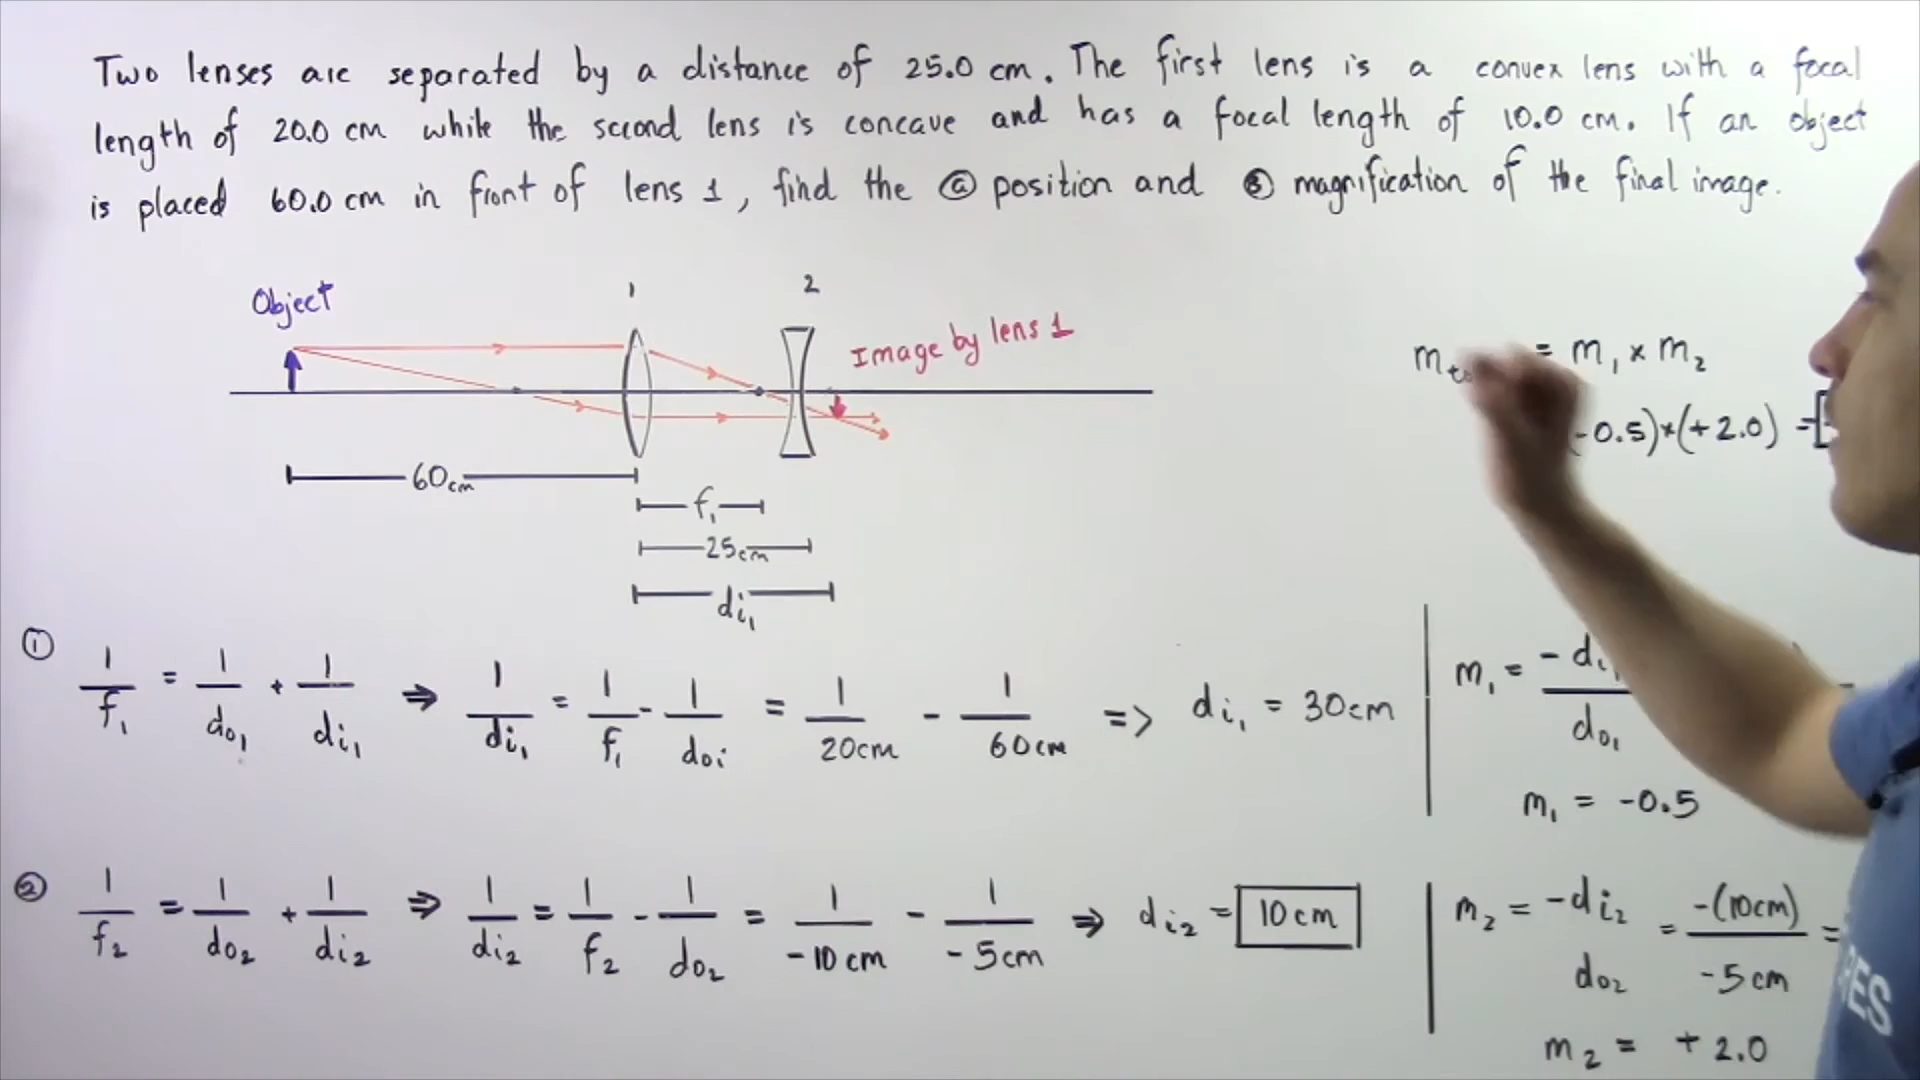 Two lenses are separated by a distance of 25.0 cm. The first lens is a convex lens with a focal
length of 20.0 cm while the second lens is concave and has a focal length of 10.0 cm. If an object
is placed 60.0 cm in front of lens 1, find the ⓐ position and ⓑ magnification of the final image.
Object
1
2
Image by lens 1
m = m₁ × m₂
-0.5)×(+2.0) =
60cm
f₁
25cm
di₁
① 1/f₁ = 1/do₁ + 1/di₁ ⇒ 1/di₁ = 1/f₁ - 1/doi = 1/20cm - 1/60cm => di₁ = 30cm
m₁ = -di₁/do₁
m₁ = -0.5
② 1/f₂ = 1/do₂ + 1/di₂ ⇒ 1/di₂ = 1/f₂ - 1/do₂ = 1/-10cm - 1/-5cm ⇒ di₂ = 10cm
m₂ = -di₂/do₂ = -(10cm)/-5cm =
m₂ = +2.0